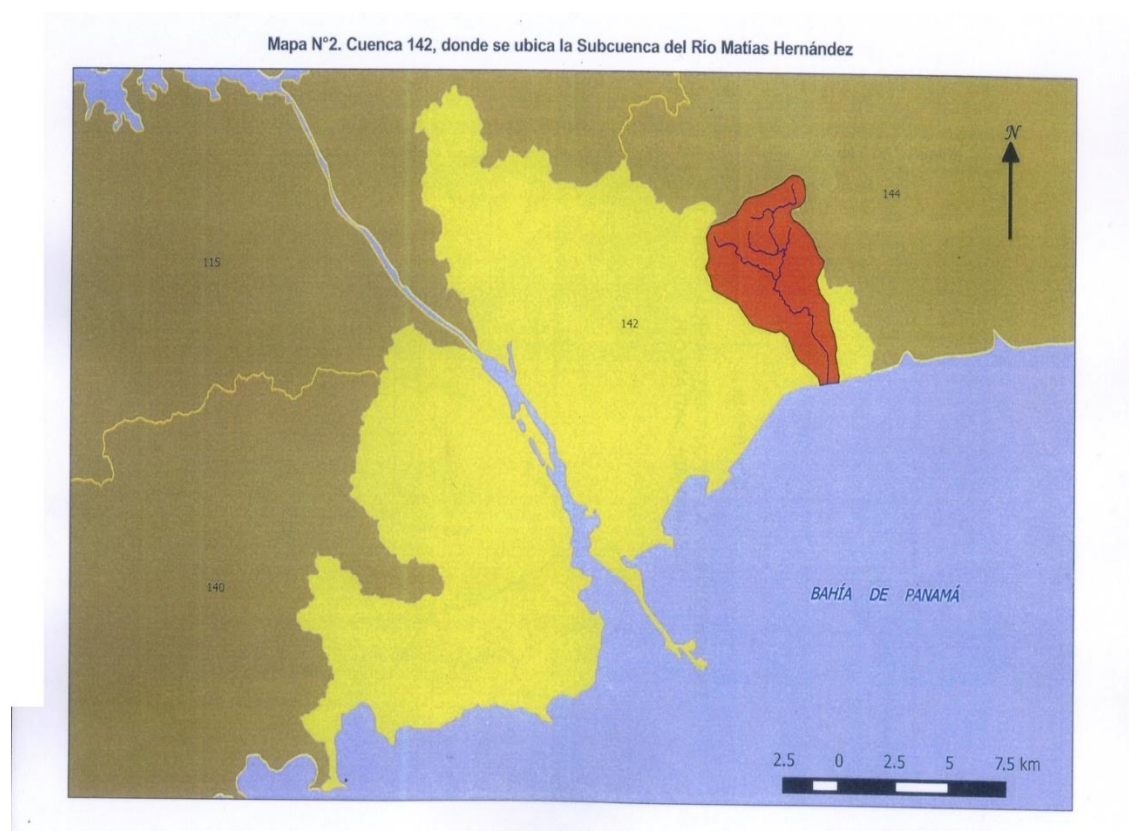 Mapa N°2. Cuenca 142, donde se ubica la Subcuenca del Río Matías Hernández
N
144
115
142
140
BAHÍA DE PANAMÁ
2.5 0 2.5 5 7.5 km